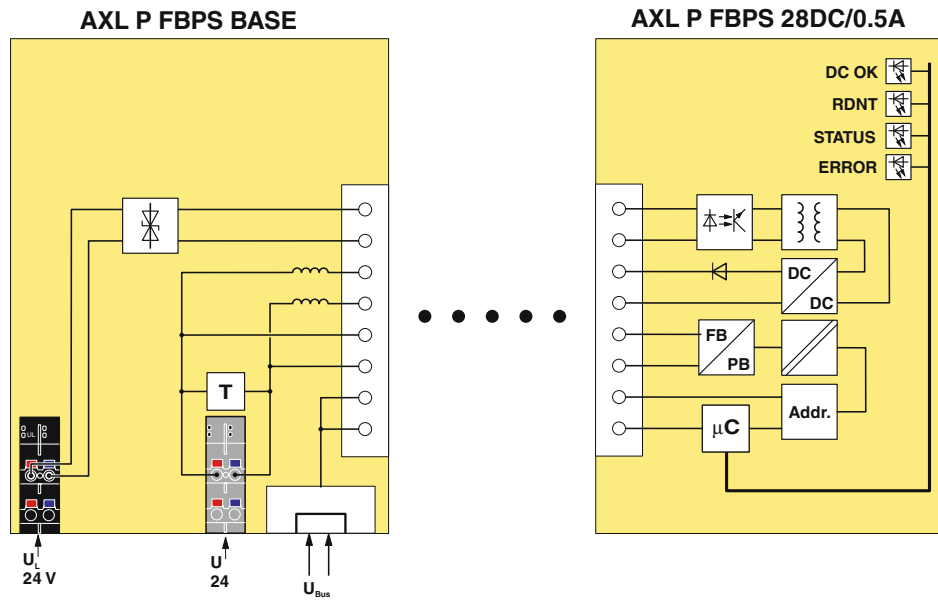 AXL P FBPS BASE
AXL P FBPS 28DC/0.5A
DC OK
RDNT
STATUS
ERROR
DC
DC
FB
PB
T
Addr.
µC
UL
UL
24 V
U
24
UBus